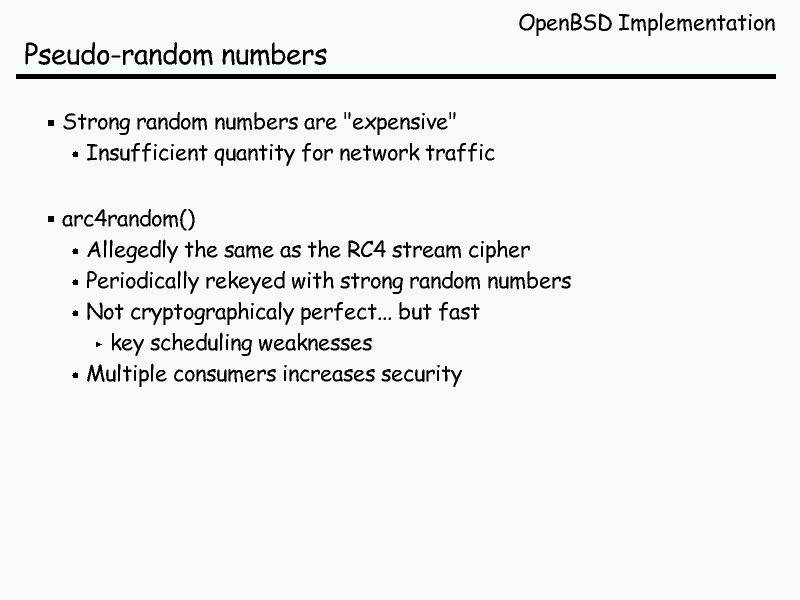 OpenBSD Implementation
Pseudo-random numbers
Strong random numbers are "expensive"
Insufficient quantity for network traffic
arc4random()
Allegedly the same as the RC4 stream cipher
Periodically rekeyed with strong random numbers
Not cryptographicaly perfect... but fast
key scheduling weaknesses
Multiple consumers increases security